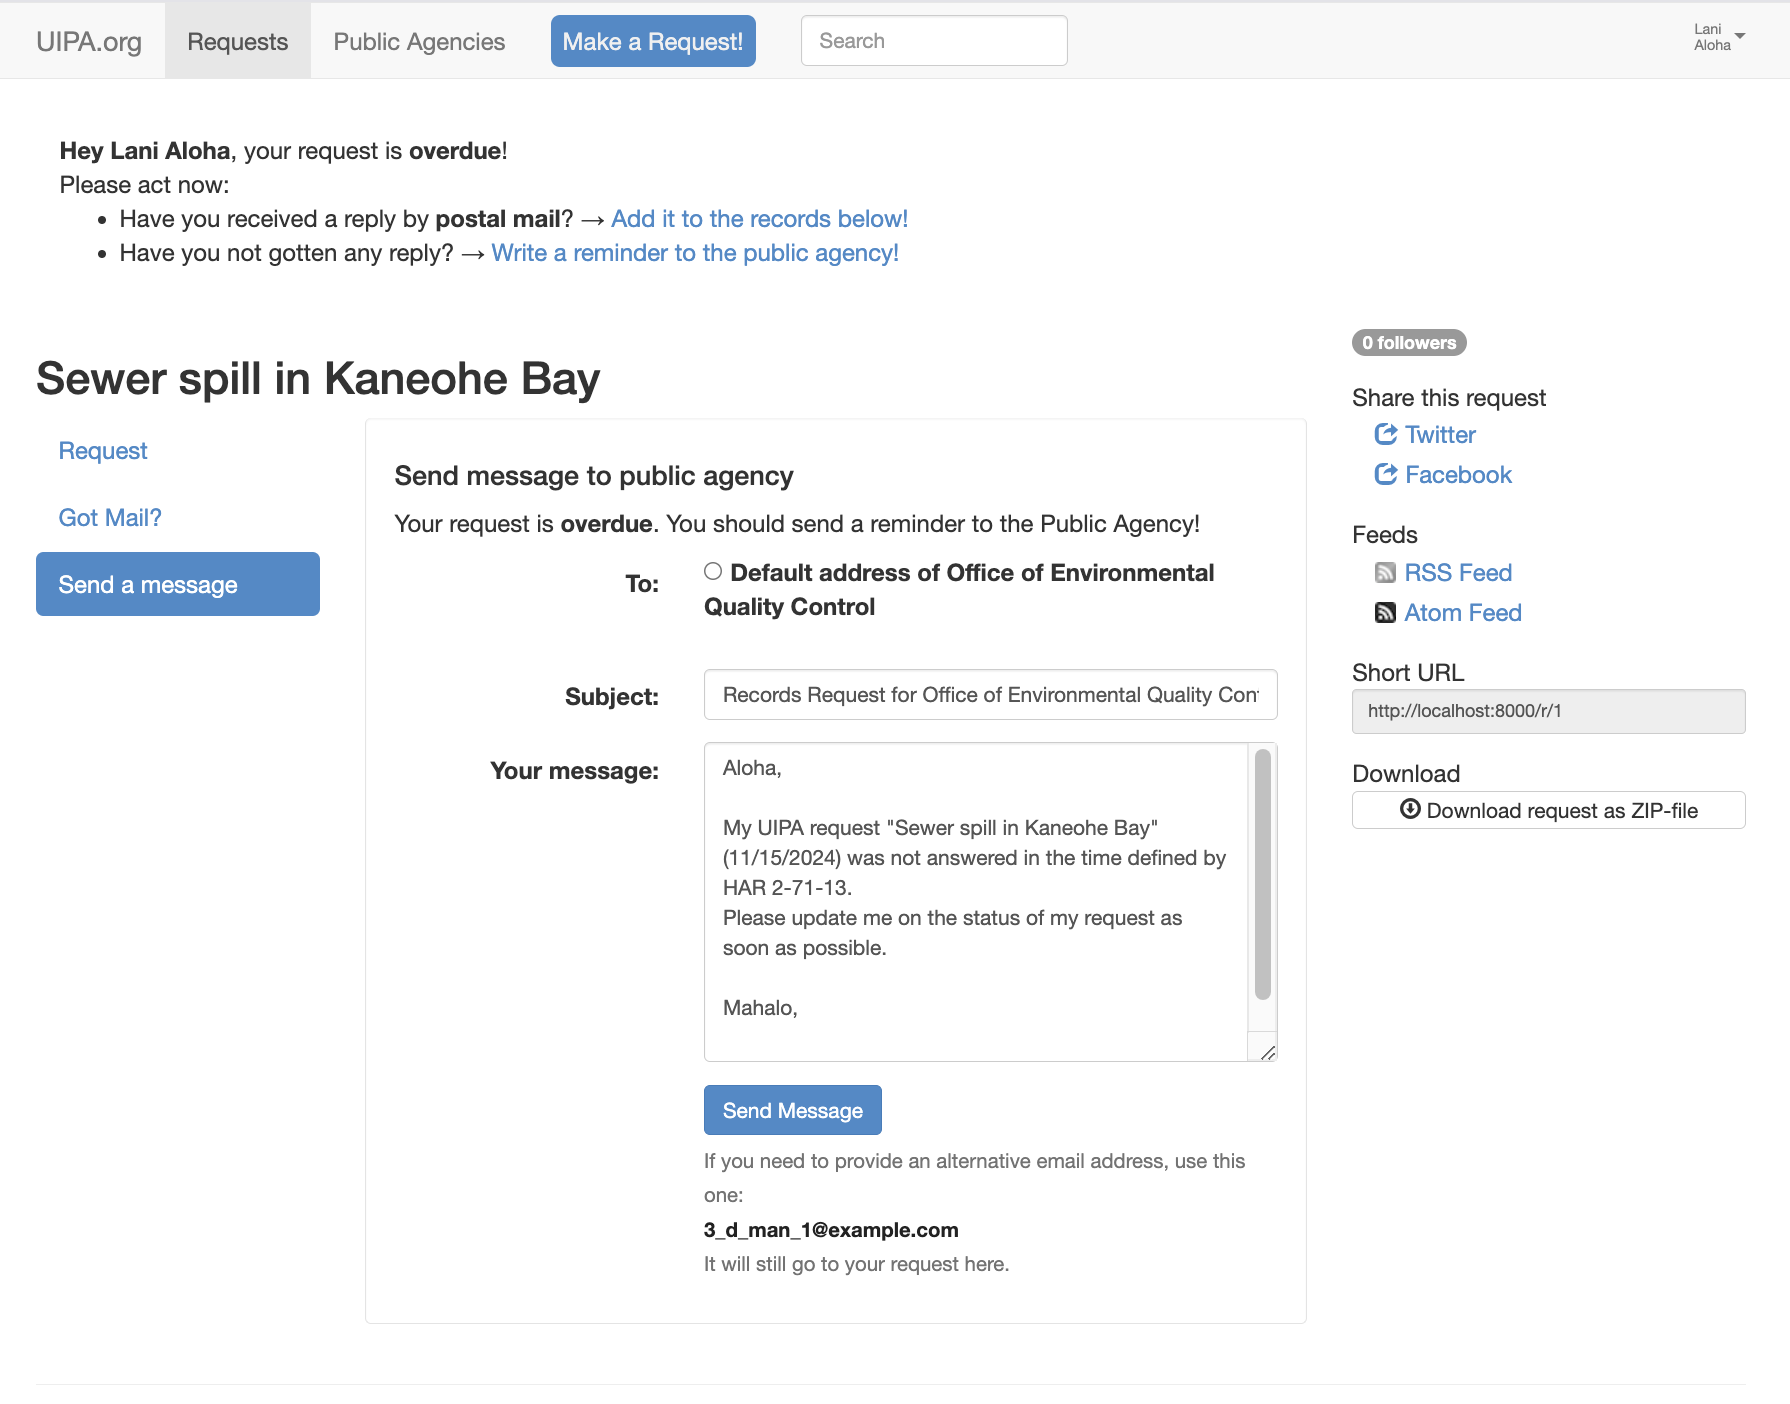 UIPA.org
Requests
Public Agencies
Make a Request!
Search
Lani
Aloha
Hey Lani Aloha, your request is overdue!
Please act now:
• Have you received a reply by postal mail? → Add it to the records below!
• Have you not gotten any reply? → Write a reminder to the public agency!
Sewer spill in Kaneohe Bay
Request
Got Mail?
Send a message
Send message to public agency
Your request is overdue. You should send a reminder to the Public Agency!
To:
Default address of Office of Environmental
Quality Control
Subject:
Records Request for Office of Environmental Quality Con
Your message:
Aloha,
My UIPA request "Sewer spill in Kaneohe Bay"
(11/15/2024) was not answered in the time defined by
HAR 2-71-13.
Please update me on the status of my request as
soon as possible.
Mahalo,
Send Message
If you need to provide an alternative email address, use this
one:
3_d_man_1@example.com
It will still go to your request here.
0 followers
Share this request
Twitter
Facebook
Feeds
RSS Feed
Atom Feed
Short URL
http://localhost:8000/r/1
Download
Download request as ZIP-file